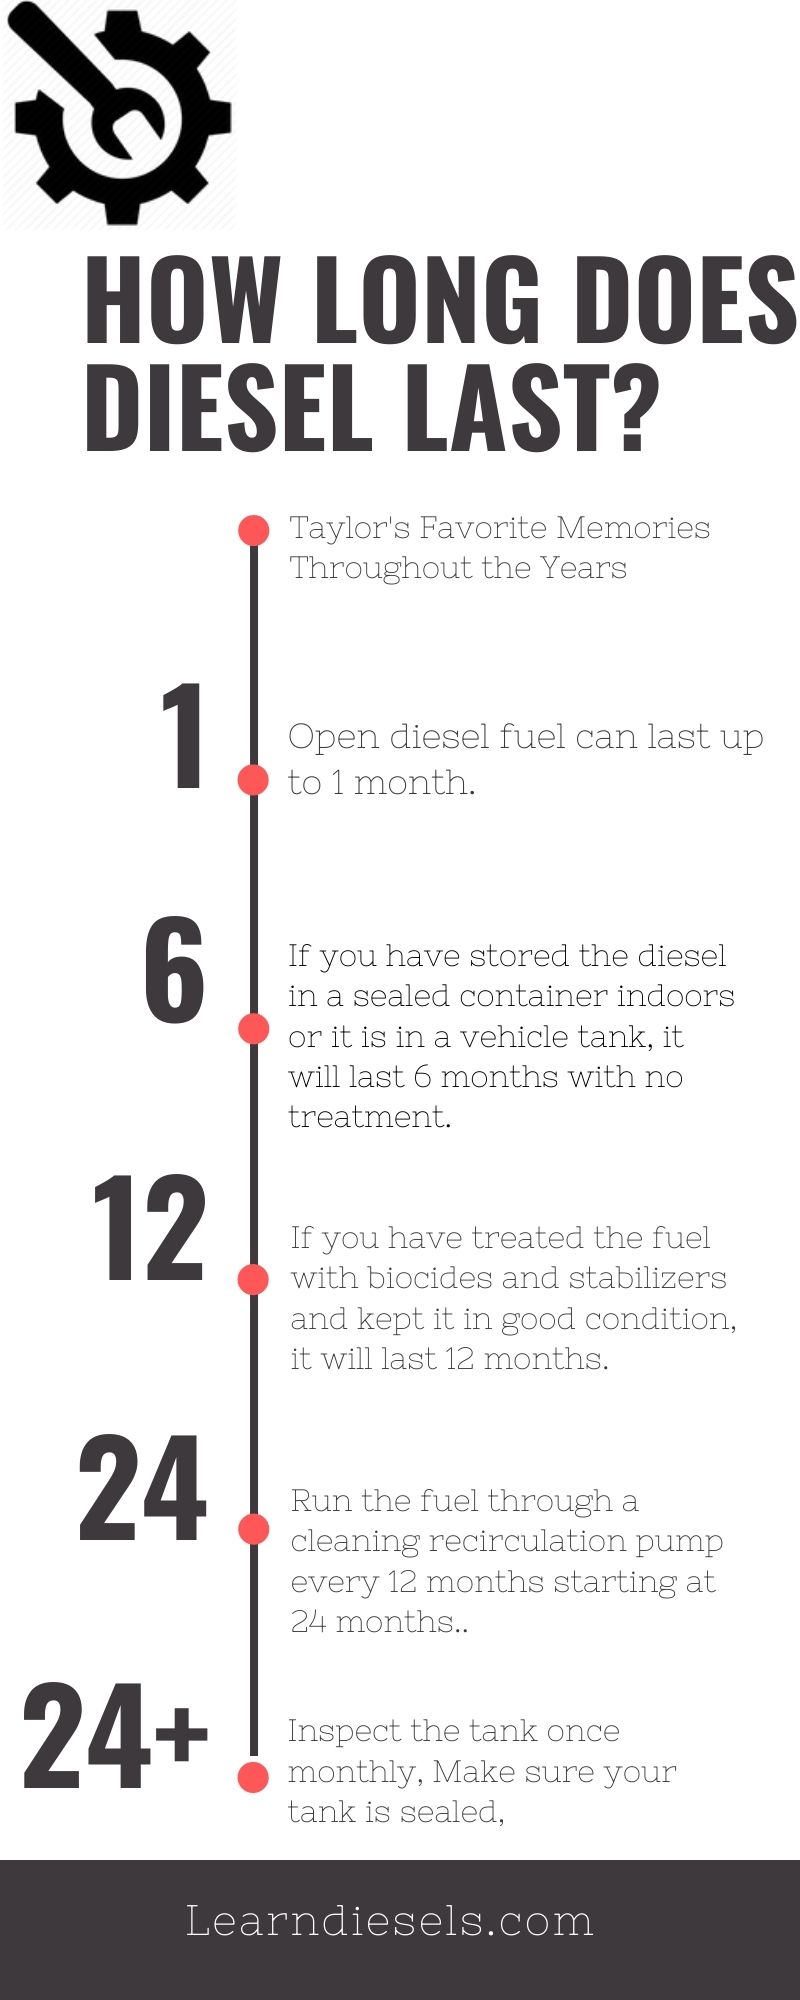 HOW LONG DOES
DIESEL LAST?
Taylor's Favorite Memories
Throughout the Years
1
Open diesel fuel can last up
to 1 month.
6
If you have stored the diesel
in a sealed container indoors
or it is in a vehicle tank, it
will last 6 months with no
treatment.
12
If you have treated the fuel
with biocides and stabilizers
and kept it in good condition,
it will last 12 months.
24
Run the fuel through a
cleaning recirculation pump
every 12 months starting at
24 months..
24+
Inspect the tank once
monthly, Make sure your
tank is sealed,
Learndiesels.com